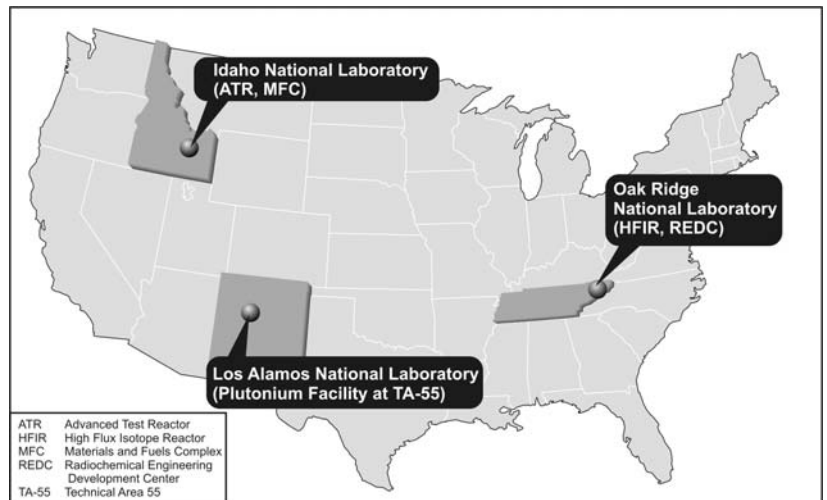 Idaho National Laboratory
(ATR, MFC)
Oak Ridge
National Laboratory
(HFIR, REDC)
Los Alamos National Laboratory
(Plutonium Facility at TA-55)
ATR Advanced Test Reactor
HFIR High Flux Isotope Reactor
MFC Materials and Fuels Complex
REDC Radiochemical Engineering
Development Center
TA-55 Technical Area 55